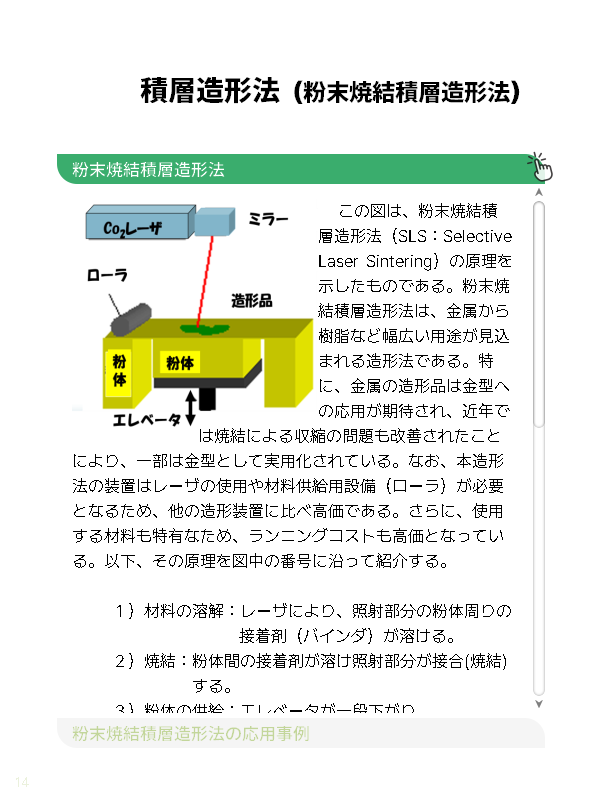 積層造形法 (粉末焼結積層造形法)
粉末焼結積層造形法
Co2レーザ
ミラー
ローラ
造形品
粉
体
粉体
エレベータ
この図は、粉末焼結積
層造形法（SLS：Selective
Laser Sintering）の原理を
示したものである。粉末焼
結積層造形法は、金属から
樹脂など幅広い用途が見込
まれる造形法である。特
に、金属の造形品は金型へ
の応用が期待され、近年で
は焼結による収縮の問題も改善されたこと
により、一部は金型として実用化されている。なお、本造形
法の装置はレーザの使用や材料供給用設備（ローラ）が必要
となるため、他の造形装置に比べ高価である。さらに、使用
する材料も特有なため、ランニングコストも高価となってい
る。以下、その原理を図中の番号に沿って紹介する。
１）材料の溶解：レーザにより、照射部分の粉体周りの
接着剤（バインダ）が溶ける。
２）焼結：粉体間の接着剤が溶け照射部分が接合(焼結)
する。
３）粉体の供給：エレベータが一段下がり
粉末焼結積層造形法の応用事例
14